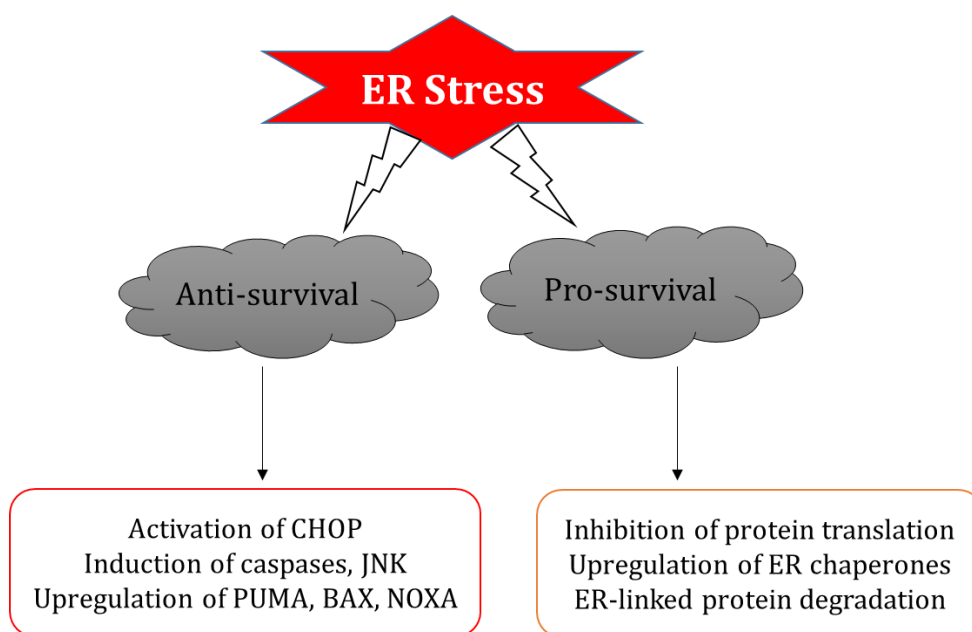 ER Stress
Anti-survival
Pro-survival
Activation of CHOP
Induction of caspases, JNK
Upregulation of PUMA, BAX, NOXA
Inhibition of protein translation
Upregulation of ER chaperones
ER-linked protein degradation